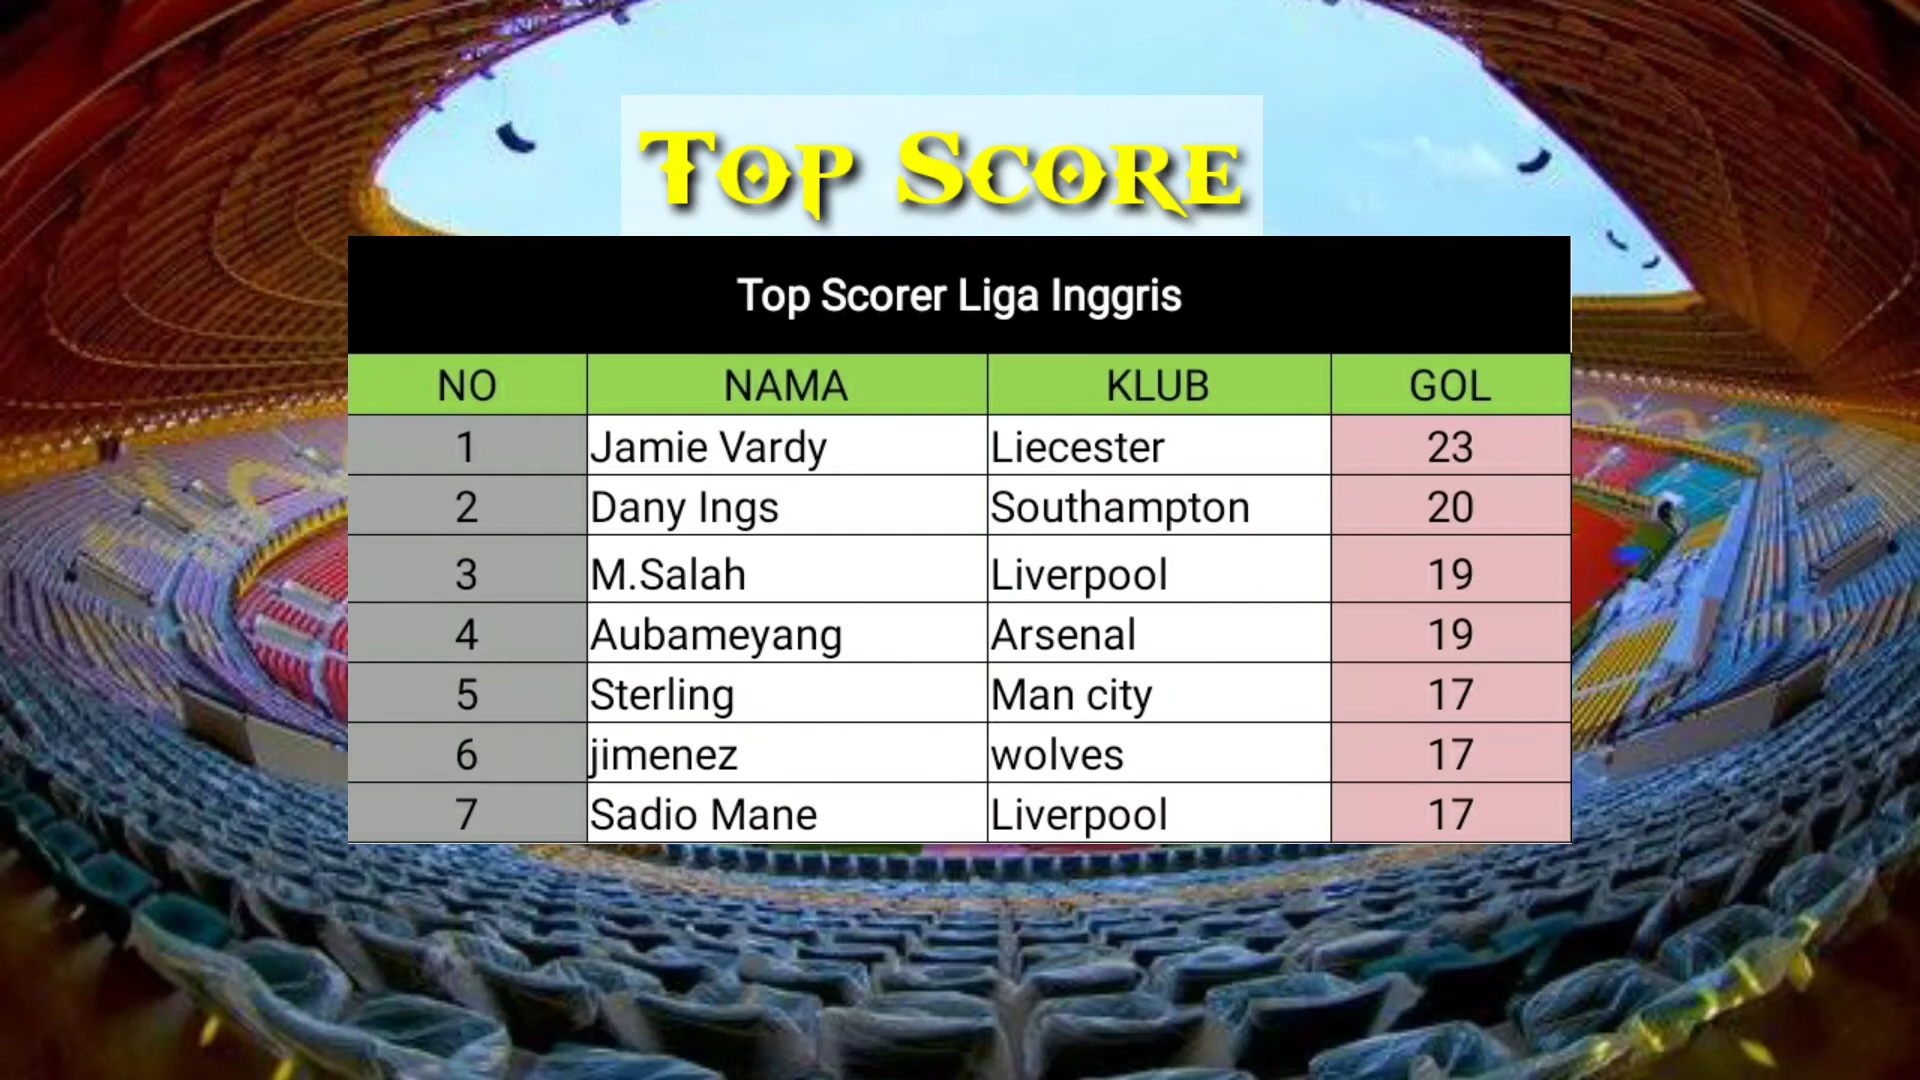 Top Score
Top Scorer Liga Inggris
NO NAMA KLUB GOL
1 Jamie Vardy Liecester 23
2 Dany Ings Southampton 20
3 M.Salah Liverpool 19
4 Aubameyang Arsenal 19
5 Sterling Man city 17
6 jimenez wolves 17
7 Sadio Mane Liverpool 17